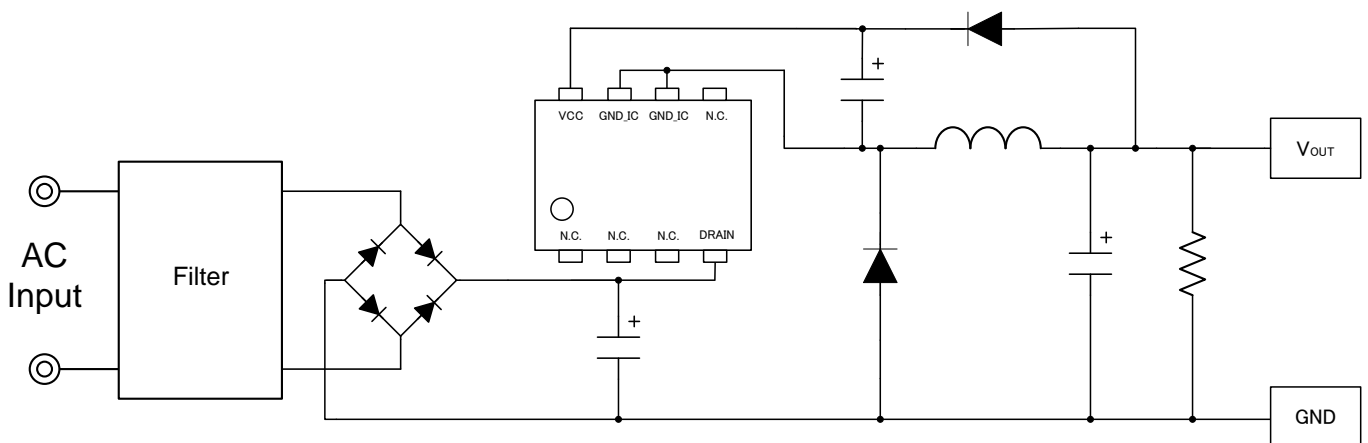 +
VCC GND_IC GND_IC N.C.
VOUT
AC
Input
Filter
N.C. N.C. N.C. DRAIN
+
+
GND